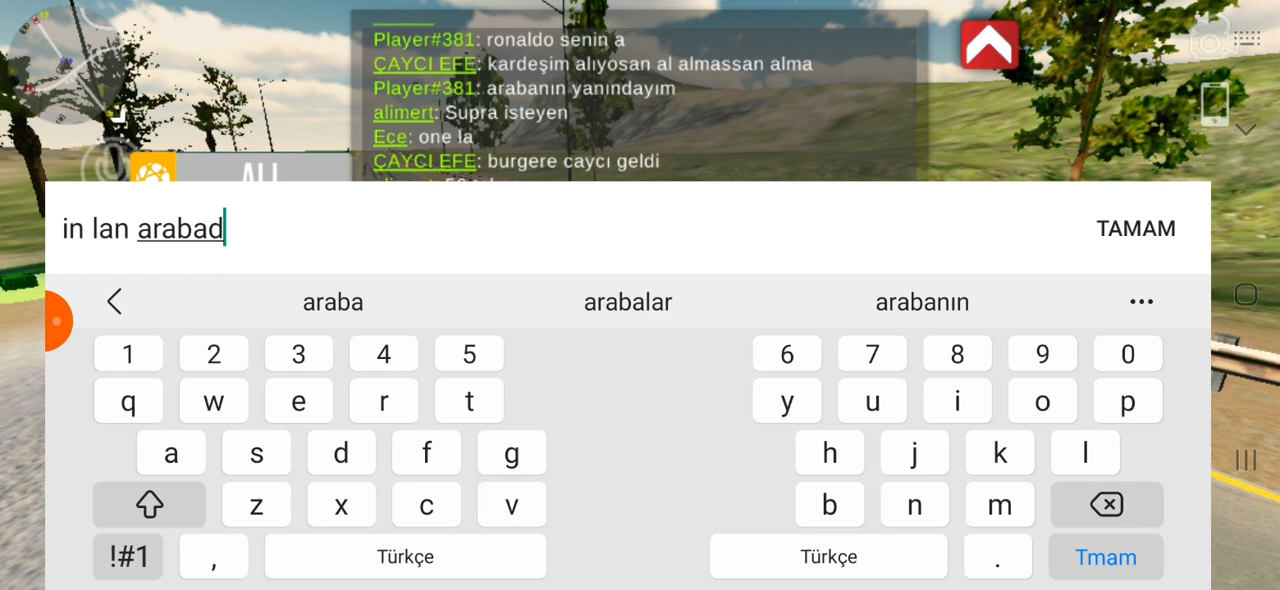 Player#381: ronaldo senin a
ÇAYCI EFE: kardeşim alıyosan al almassan alma
Player#381: arabanın yanındayım
alimert: Supra isteyen
Ece: one la
ÇAYCI EFE: burgere caycı geldi
ALL
in lan arabad
TAMAM
araba arabalar arabanın
1 2 3 4 5 6 7 8 9 0
q w e r t y u i o p
a s d f g h j k l
z x c v b n m
!#1 , Türkçe Türkçe . Tmam